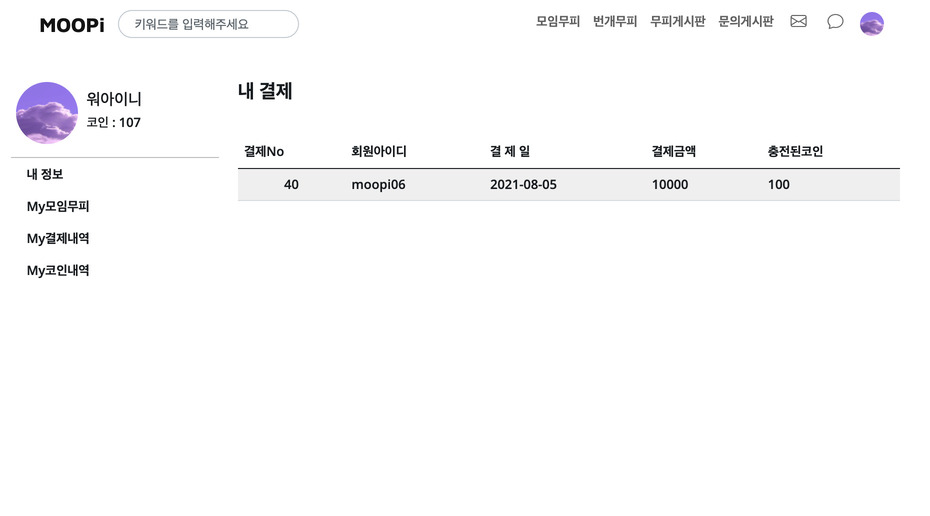 MOOPi 키워드를 입력해주세요 모임무피 번개무피 무피게시판 문의게시판
워아이니
코인 : 107
내 정보
My모임무피
My결제내역
My코인내역
내 결제
결제No 회원아이디 결 제 일 결제금액 충전된코인
40 moopi06 2021-08-05 10000 100